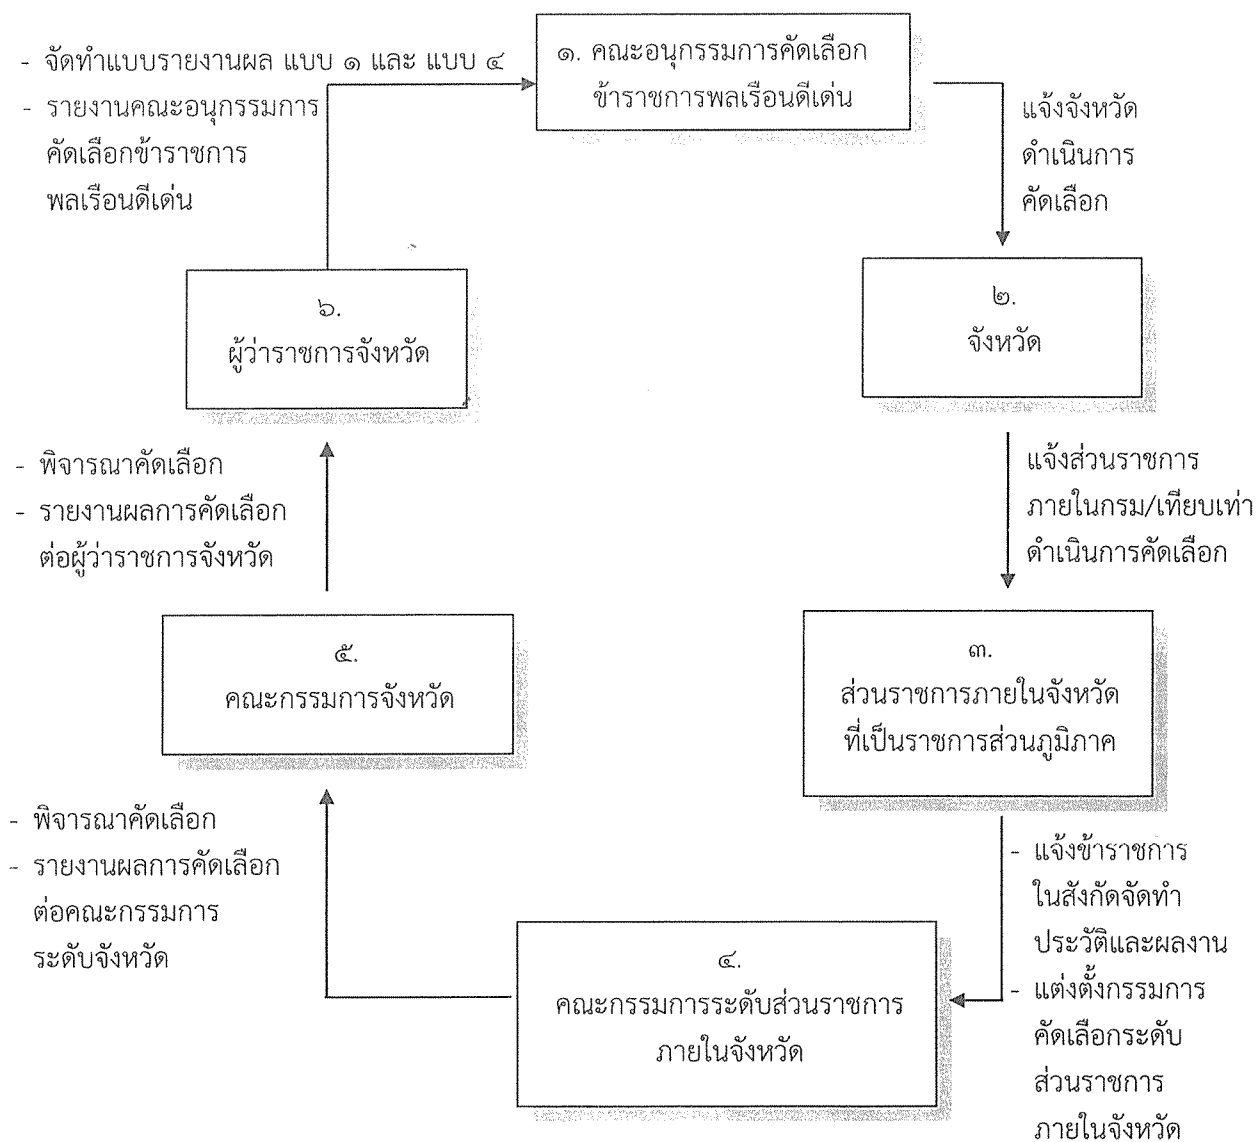 - จัดทำแบบรายงานผล แบบ ๑ และ แบบ ๔
- รายงานคณะอนุกรรมการ
คัดเลือกข้าราชการ
พลเรือนดีเด่น
๑. คณะอนุกรรมการคัดเลือก
ข้าราชการพลเรือนดีเด่น
แจ้งจังหวัด
ดำเนินการ
คัดเลือก
๒.
จังหวัด
แจ้งส่วนราชการ
ภายในกรม/เทียบเท่า
ดำเนินการคัดเลือก
๓.
ส่วนราชการภายในจังหวัด
ที่เป็นราชการส่วนภูมิภาค
- แจ้งข้าราชการ
ในสังกัดจัดทำ
ประวัติและผลงาน
- แต่งตั้งกรรมการ
คัดเลือกระดับ
ส่วนราชการ
ภายในจังหวัด
๔.
คณะกรรมการระดับส่วนราชการ
ภายในจังหวัด
- พิจารณาคัดเลือก
- รายงานผลการคัดเลือก
ต่อคณะกรรมการ
ระดับจังหวัด
๕.
คณะกรรมการจังหวัด
- พิจารณาคัดเลือก
- รายงานผลการคัดเลือก
ต่อผู้ว่าราชการจังหวัด
๖.
ผู้ว่าราชการจังหวัด